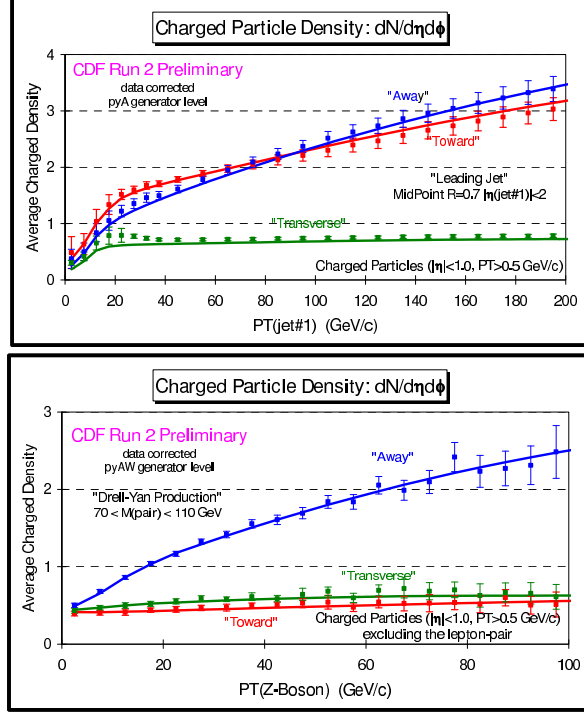 Charged Particle Density: dN/dηdϕ
CDF Run 2 Preliminary
data corrected
pyA generator level
"Away"
"Toward"
"Leading Jet"
MidPoint R=0.7 |η(jet#1)|<2
"Transverse"
Charged Particles (|η|<1.0, PT>0.5 GeV/c)
Average Charged Density
4
3
2
1
0
0 20 40 60 80 100 120 140 160 180 200
PT(jet#1) (GeV/c)
Charged Particle Density: dN/dηdϕ
CDF Run 2 Preliminary
data corrected
pyAW generator level
"Away"
"Drell-Yan Production"
70 < M(pair) < 110 GeV
"Transverse"
"Toward"
Charged Particles (|η|<1.0, PT>0.5 GeV/c)
excluding the lepton-pair
Average Charged Density
3
2
1
0
0 20 40 60 80 100
PT(Z-Boson) (GeV/c)